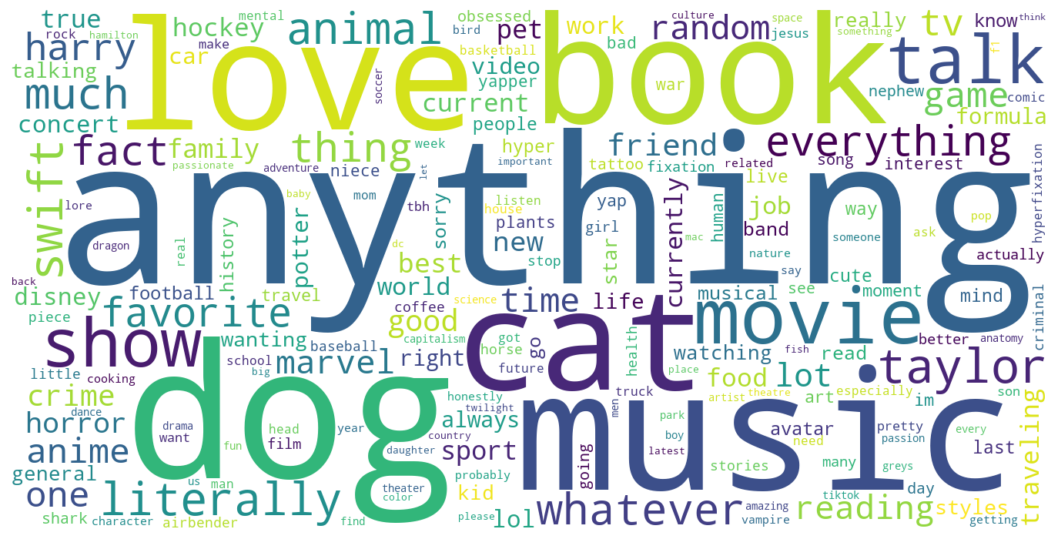 true rock hamilton mental hockey animal obsessed bird pet work random culture jesus space something think tv
harry make car basketball video bad really know
talking love book talk
much soccer yapper war nephew game comic
concert current people formula
fact family thing week hyper friend tattoo fixation related song everything interest
swift passionate adventure niece important let live hyperfixation
anything
lore baby mom tbh listen house yap human job way ask pop
dragon real history potter sorry plants new girl star currently band someone actually
back football travel best dc stop mac nature say cute see moment mind
disney world coffee science time life musical criminal
piece favorite wanting good capitalism cat movie better anatomy
show little school baseball right got horse go watching read taylor
cooking big marvel future fish health place food lot especially
crime dance drama dog honestly twilight truck men artist theatre art im son
horror want head year always music park avatar need pretty passion every
anime fun film country boy latest stories many greys last
general us man daughter sport going day traveling
one literally theater color probably kid whatever amazing tiktok reading styles
shark character airbender find please lol vampire getting